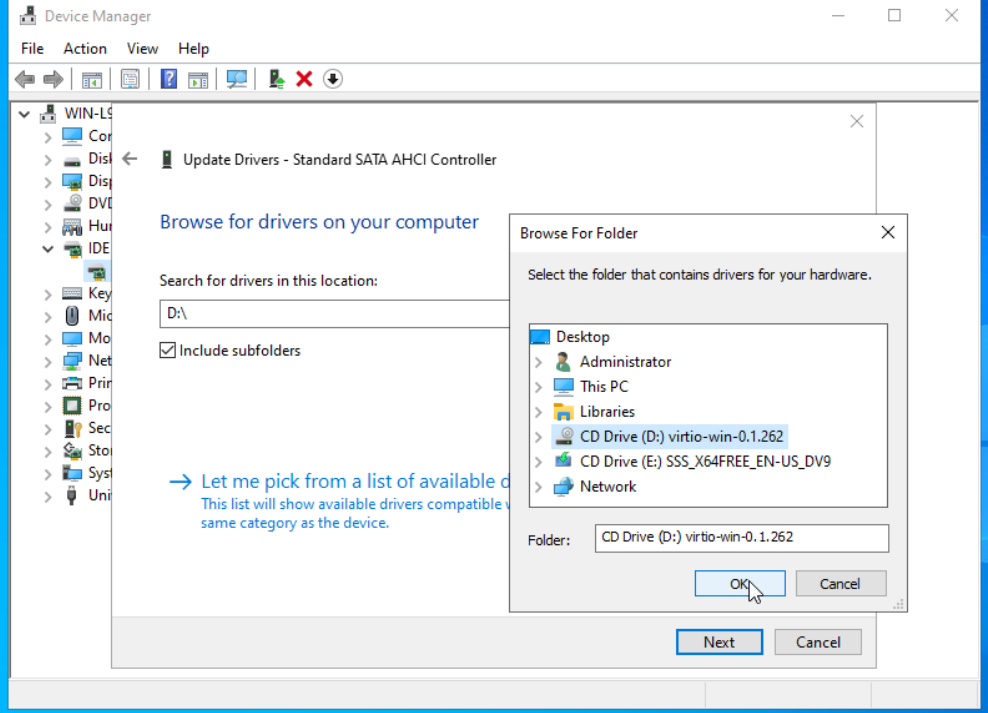 Device Manager
File Action View Help
WIN-L9
Cor
Disk
Disp
DVD
Hur
IDE
Key
Mic
Mo
Net
Prin
Pro
Sec
Sto
Syst
Uni
Update Drivers - Standard SATA AHCI Controller
Browse for drivers on your computer
Search for drivers in this location:
D:\
Include subfolders
Let me pick from a list of available d
This list will show available drivers compatible
same category as the device.
Next
Cancel
Browse For Folder
Select the folder that contains drivers for your hardware.
Desktop
Administrator
This PC
Libraries
CD Drive (D:) virtio-win-0.1.262
CD Drive (E:) SSS_X64FREE_EN-US_DV9
Network
Folder: CD Drive (D:) virtio-win-0.1.262
OK
Cancel